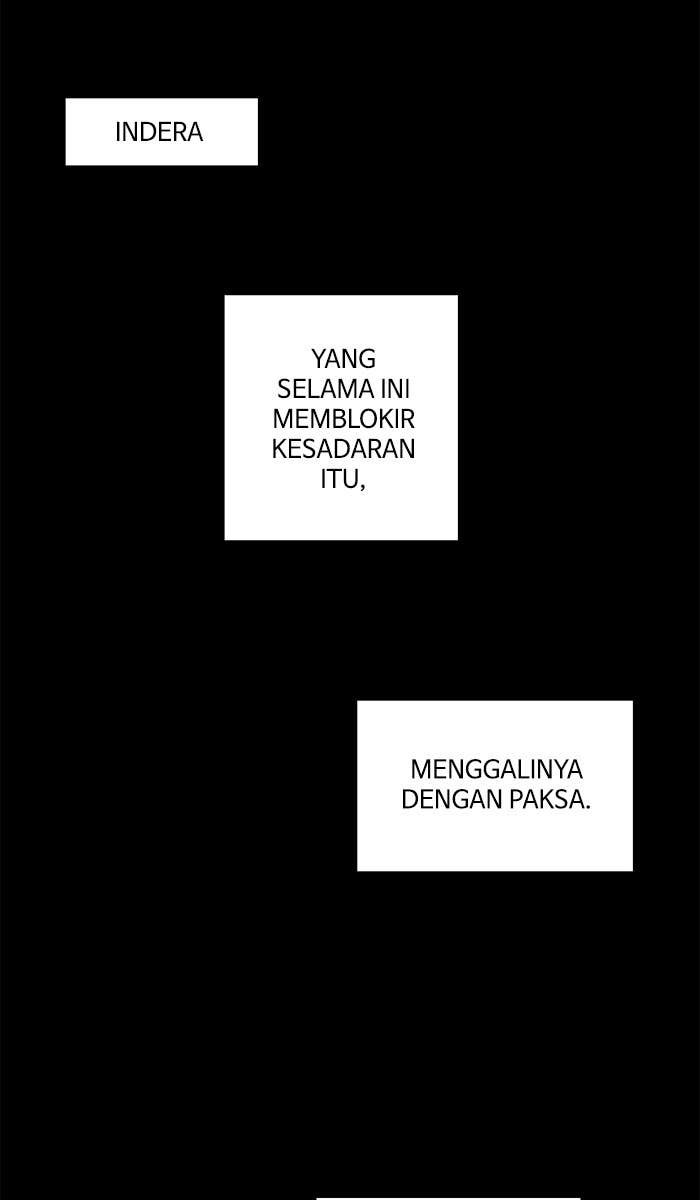 INDERA
YANG
SELAMA INI
MEMBLOKIR
KESADARAN
ITU,
MENGGALINYA
DENGAN PAKSA.